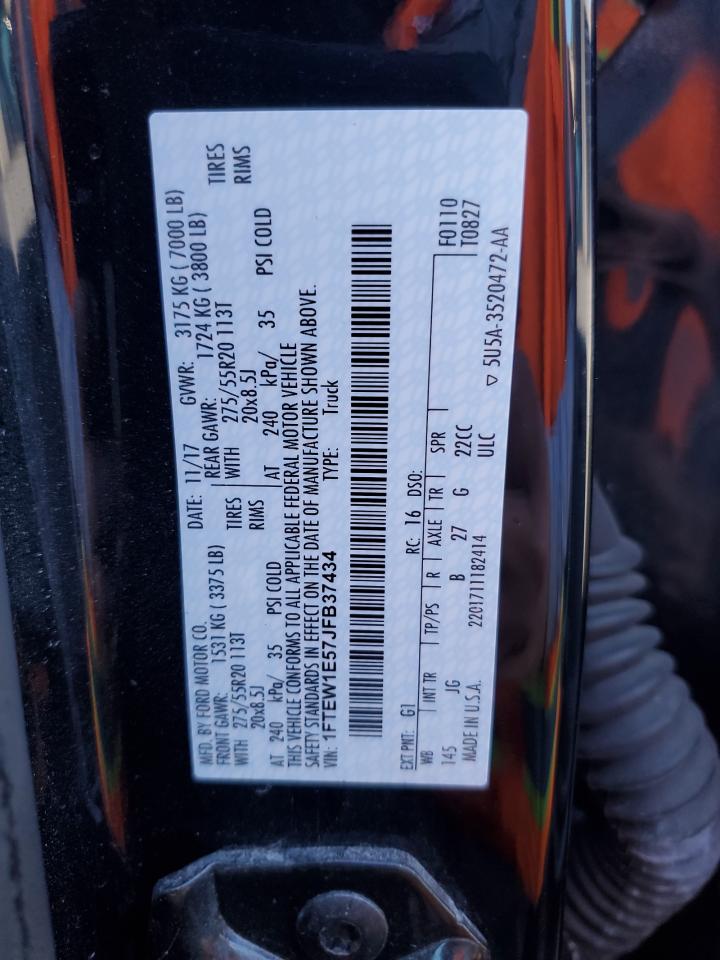 MFD. BY FORD MOTOR CO. DATE: 11/17 GVWR: 3175 KG ( 7000 LB)
FRONT GAWR: 1531 KG ( 3375 LB) REAR GAWR: 1724 KG ( 3800 LB)
WITH 275/55R20 113T TIRES WITH 275/55R20 113T TIRES
20x8.5J RIMS 20x8.5J RIMS
AT 240 kPa/ 35 PSI COLD AT 240 kPa/ 35 PSI COLD
THIS VEHICLE CONFORMS TO ALL APPLICABLE FEDERAL MOTOR VEHICLE
SAFETY STANDARDS IN EFFECT ON THE DATE OF MANUFACTURE SHOWN ABOVE.
VIN: 1FTEW1E57JFB37434 TYPE: Truck
EXT PNT: G1 RC: 16 DSO: F0110
WB INT TR TP/PS R AXLE TR SPR T0827
145 JG B 27 G 22CC
ULC
MADE IN U.S.A. 2201711182414 ▽ 5U5A-3520472-AA